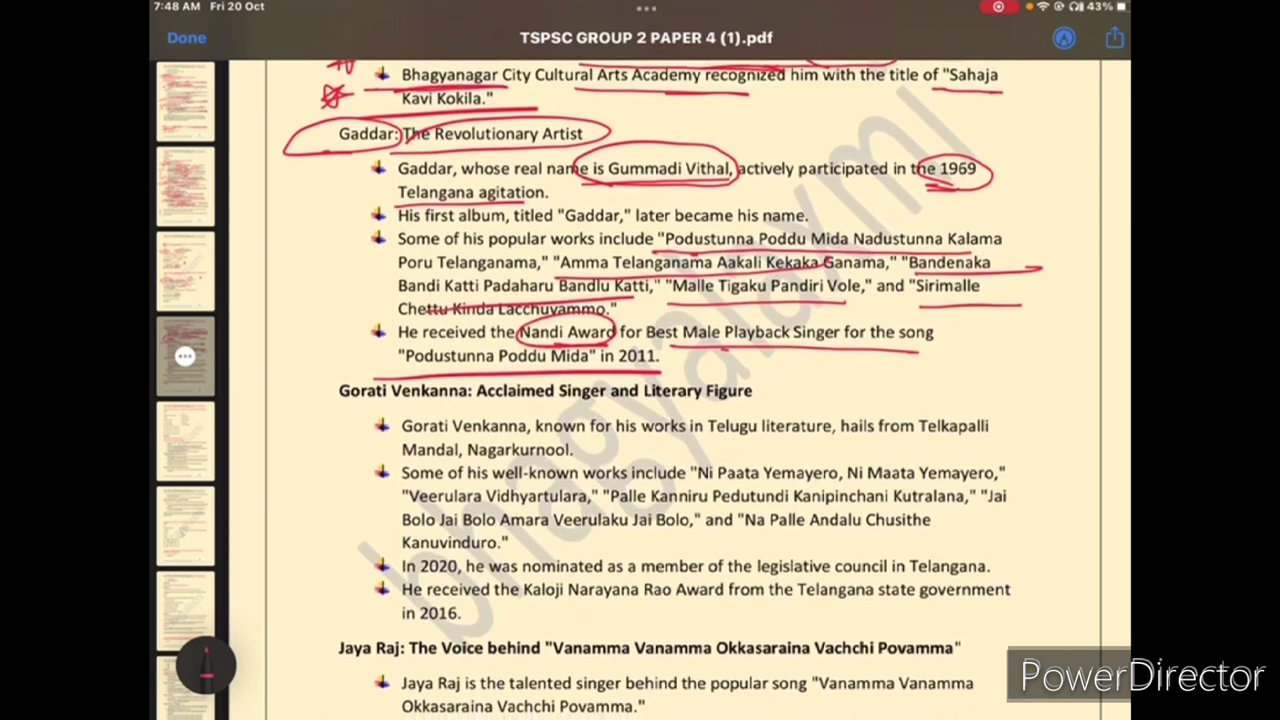 7:48 AM Fri 20 Oct
43%
Done
TSPSC GROUP 2 PAPER 4 (1).pdf
Bhagyanagar City Cultural Arts Academy recognized him with the title of "Sahaja
Kavi Kokila."
Gaddar: The Revolutionary Artist
Gaddar, whose real name is Gummadi Vithal, actively participated in the 1969
Telangana agitation.
His first album, titled "Gaddar," later became his name.
Some of his popular works include "Podustunna Poddu Mida Nadustunna Kalama
Poru Telanganama," "Amma Telanganama Aakali Kekaka Ganama," "Bandenaka
Bandi Katti Padaharu Bandlu Katti," "Malle Tigaku Pandiri Vole," and "Sirimalle
Chettu Kinda Lacchuvammo."
He received the Nandi Award for Best Male Playback Singer for the song
"Podustunna Poddu Mida" in 2011.
Gorati Venkanna: Acclaimed Singer and Literary Figure
Gorati Venkanna, known for his works in Telugu literature, hails from Telkapalli
Mandal, Nagarkurnool.
Some of his well-known works include "Ni Paata Yemayero, Ni Maata Yemayero,"
"Veerulara Vidhyartulara," "Palle Kanniru Pedutundi Kanipinchani Kutralana," "Jai
Bolo Jai Bolo Amara Veerulaku Jai Bolo," and "Na Palle Andalu Chusithe
Kanuvinduro."
In 2020, he was nominated as a member of the legislative council in Telangana.
He received the Kaloji Narayana Rao Award from the Telangana state government
in 2016.
Jaya Raj: The Voice behind "Vanamma Vanamma Okkasaraina Vachchi Povamma"
Jaya Raj is the talented singer behind the popular song "Vanamma Vanamma
Okkasaraina Vachchi Povamma."
bhagyalaxmi
PowerDirector